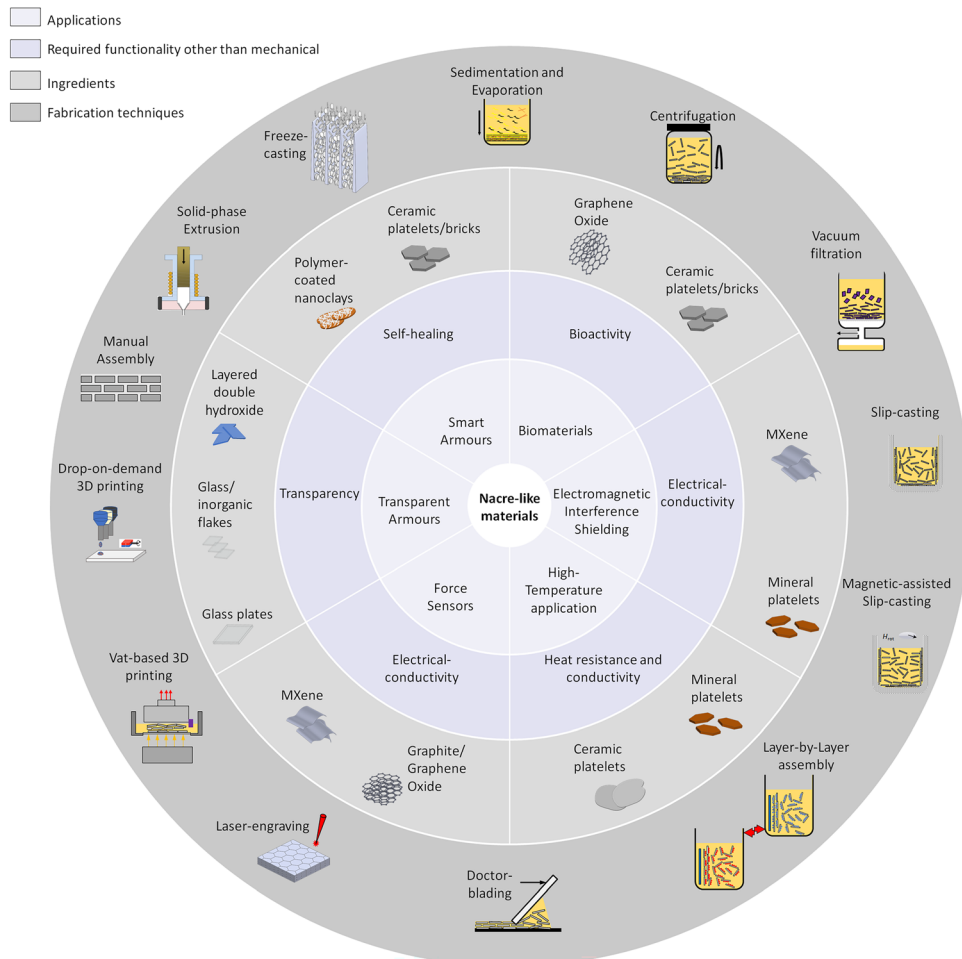 Applications
Required functionality other than mechanical
Ingredients
Fabrication techniques
Sedimentation and
Evaporation
Centrifugation
Freeze-
casting
Solid-phase
Extrusion
Vacuum
filtration
Manual
Assembly
Slip-casting
Drop-on-demand
3D printing
Magnetic-assisted
Slip-casting
Vat-based 3D
printing
Layer-by-Layer
assembly
Laser-engraving
Doctor-
blading
Ceramic
platelets/bricks
Graphene
Oxide
Polymer-
coated
nanoclays
Ceramic
platelets/bricks
Layered
double
hydroxide
MXene
Glass/
inorganic
flakes
Glass plates
Mineral
platelets
MXene
Mineral
platelets
Graphite/
Graphene
Oxide
Ceramic
platelets
Self-healing
Bioactivity
Transparency
Electrical-
conductivity
Electrical-
conductivity
Heat resistance and
conductivity
Smart
Armours
Biomaterials
Transparent
Armours
Nacre-like
materials
Electromagnetic
Interference
Shielding
Force
Sensors
High-
Temperature
application